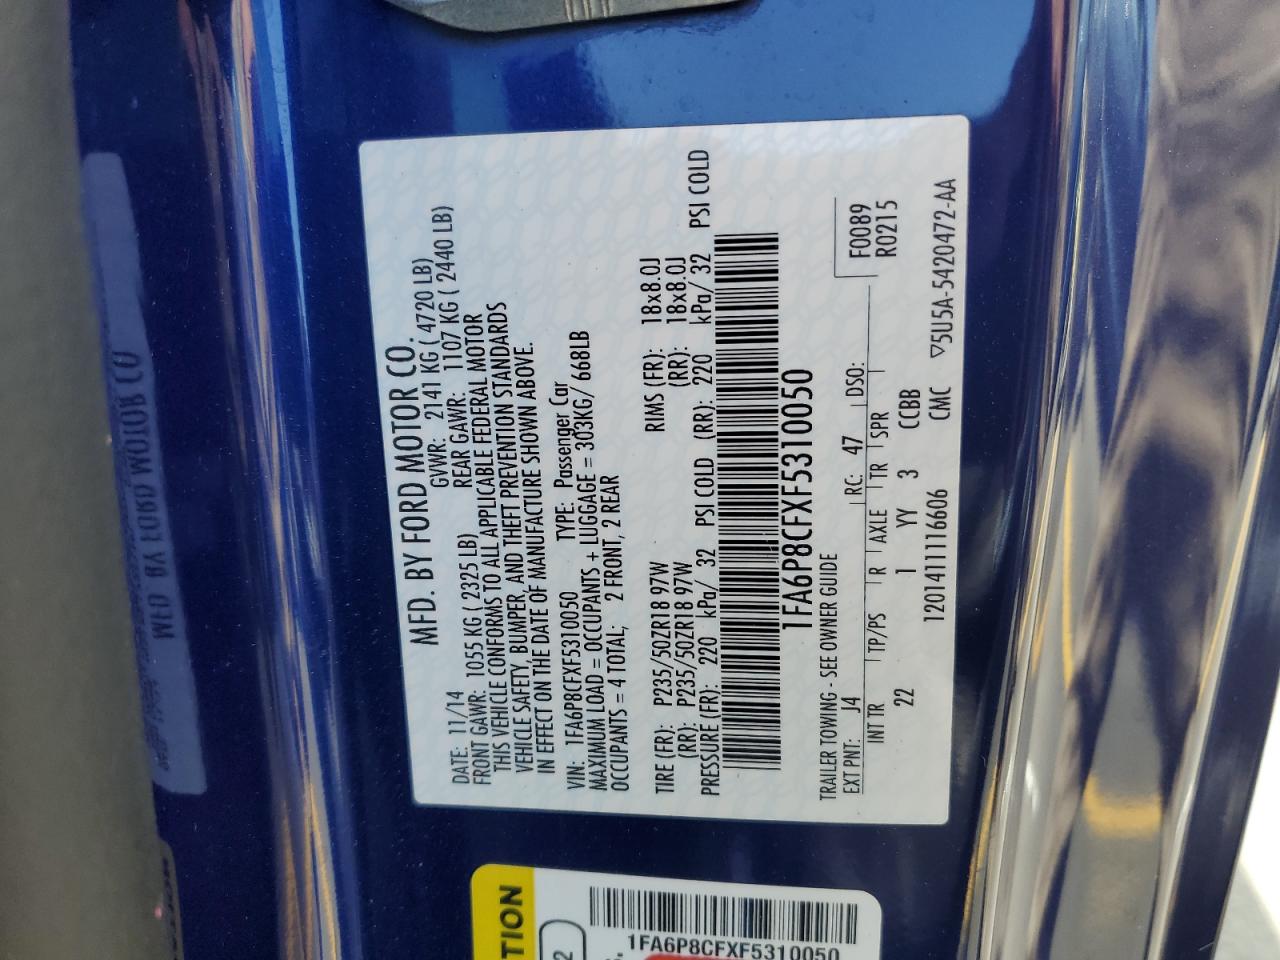 MFD. BY FORD MOTOR CO.
DATE: 11/14 GVWR: 2141 KG ( 4720 LB)
FRONT GAWR: 1055 KG ( 2325 LB) REAR GAWR: 1107 KG ( 2440 LB)
THIS VEHICLE CONFORMS TO ALL APPLICABLE FEDERAL MOTOR
VEHICLE SAFETY, BUMPER, AND THEFT PREVENTION STANDARDS
IN EFFECT ON THE DATE OF MANUFACTURE SHOWN ABOVE.
VIN: 1FA6P8CFXF5310050 TYPE: Passenger Car
MAXIMUM LOAD = OCCUPANTS + LUGGAGE = 303KG/ 668LB
OCCUPANTS = 4 TOTAL; 2 FRONT, 2 REAR
TIRE (FR): P235/50ZR18 97W RIMS (FR): 18x8.0J
(RR): P235/50ZR18 97W (RR): 18x8.0J
PRESSURE (FR): 220 kPa/ 32 PSI COLD (RR): 220 kPa/ 32 PSI COLD
1FA6P8CFXF5310050
TRAILER TOWING - SEE OWNER GUIDE
F0089
EXT PNT: J4 RC: 47 DSO: R0215
INT TR TP/PS R AXLE TR SPR
22 1 YY 3 CCBB
12014111116606 CMC ▽5U5A-5420472-AA
TION
2
1FA6P8CFXF5310050